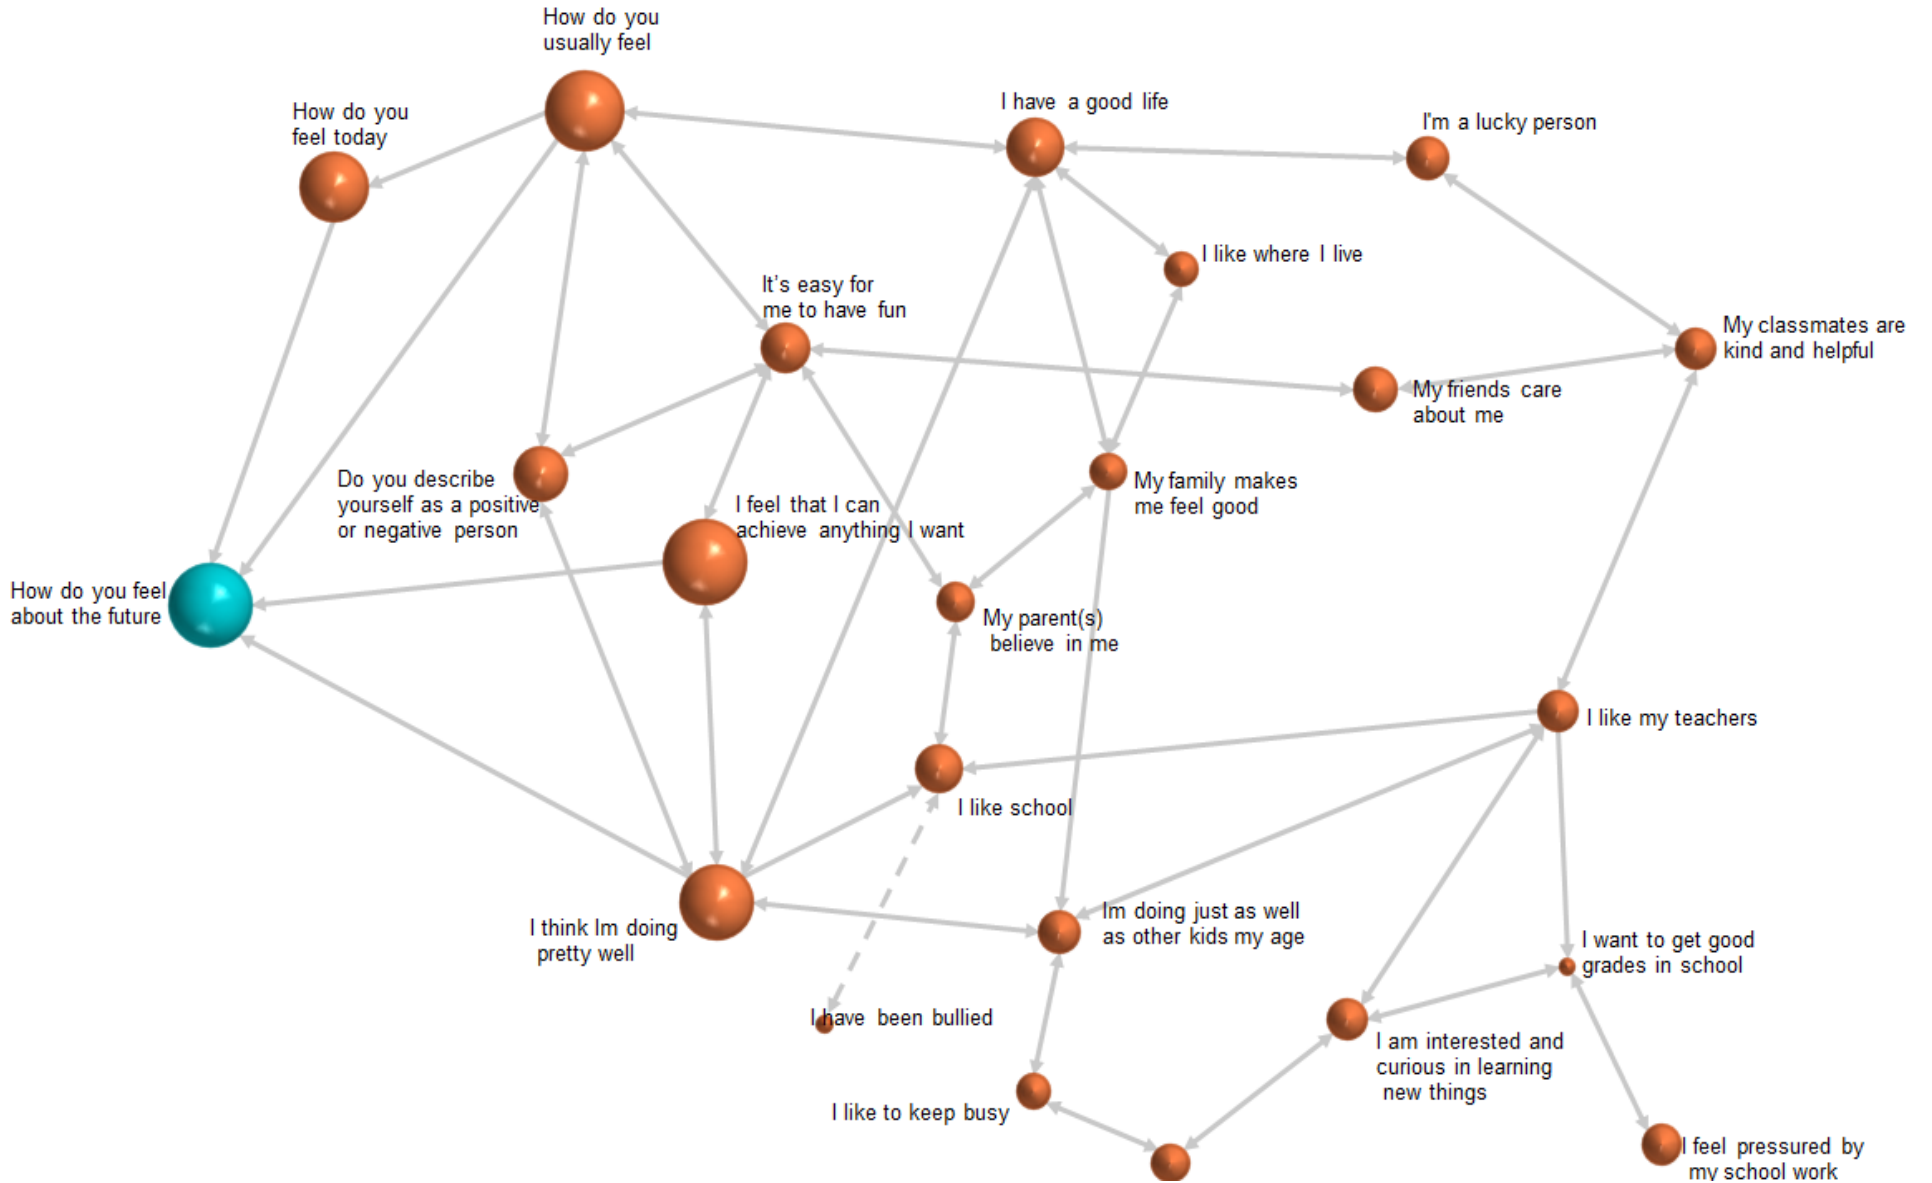 How do you
usually feel
How do you
feel today
I have a good life
I'm a lucky person
I like where I live
It's easy for
me to have fun
My classmates are
kind and helpful
My friends care
about me
Do you describe
yourself as a positive
or negative person
I feel that I can
achieve anything I want
My family makes
me feel good
How do you feel
about the future
My parent(s)
believe in me
I like my teachers
I like school
I think Im doing
pretty well
Im doing just as well
as other kids my age
I want to get good
grades in school
I have been bullied
I am interested and
curious in learning
new things
I like to keep busy
I feel pressured by
my school work